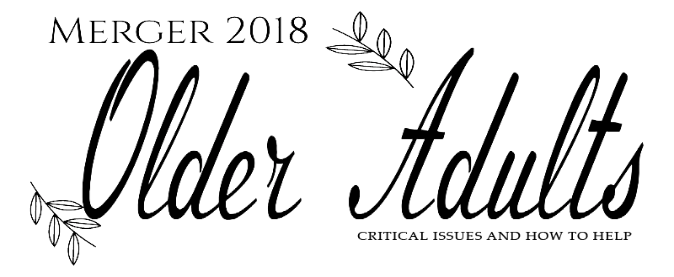 MERGER 2018
Older Adults
CRITICAL ISSUES AND HOW TO HELP